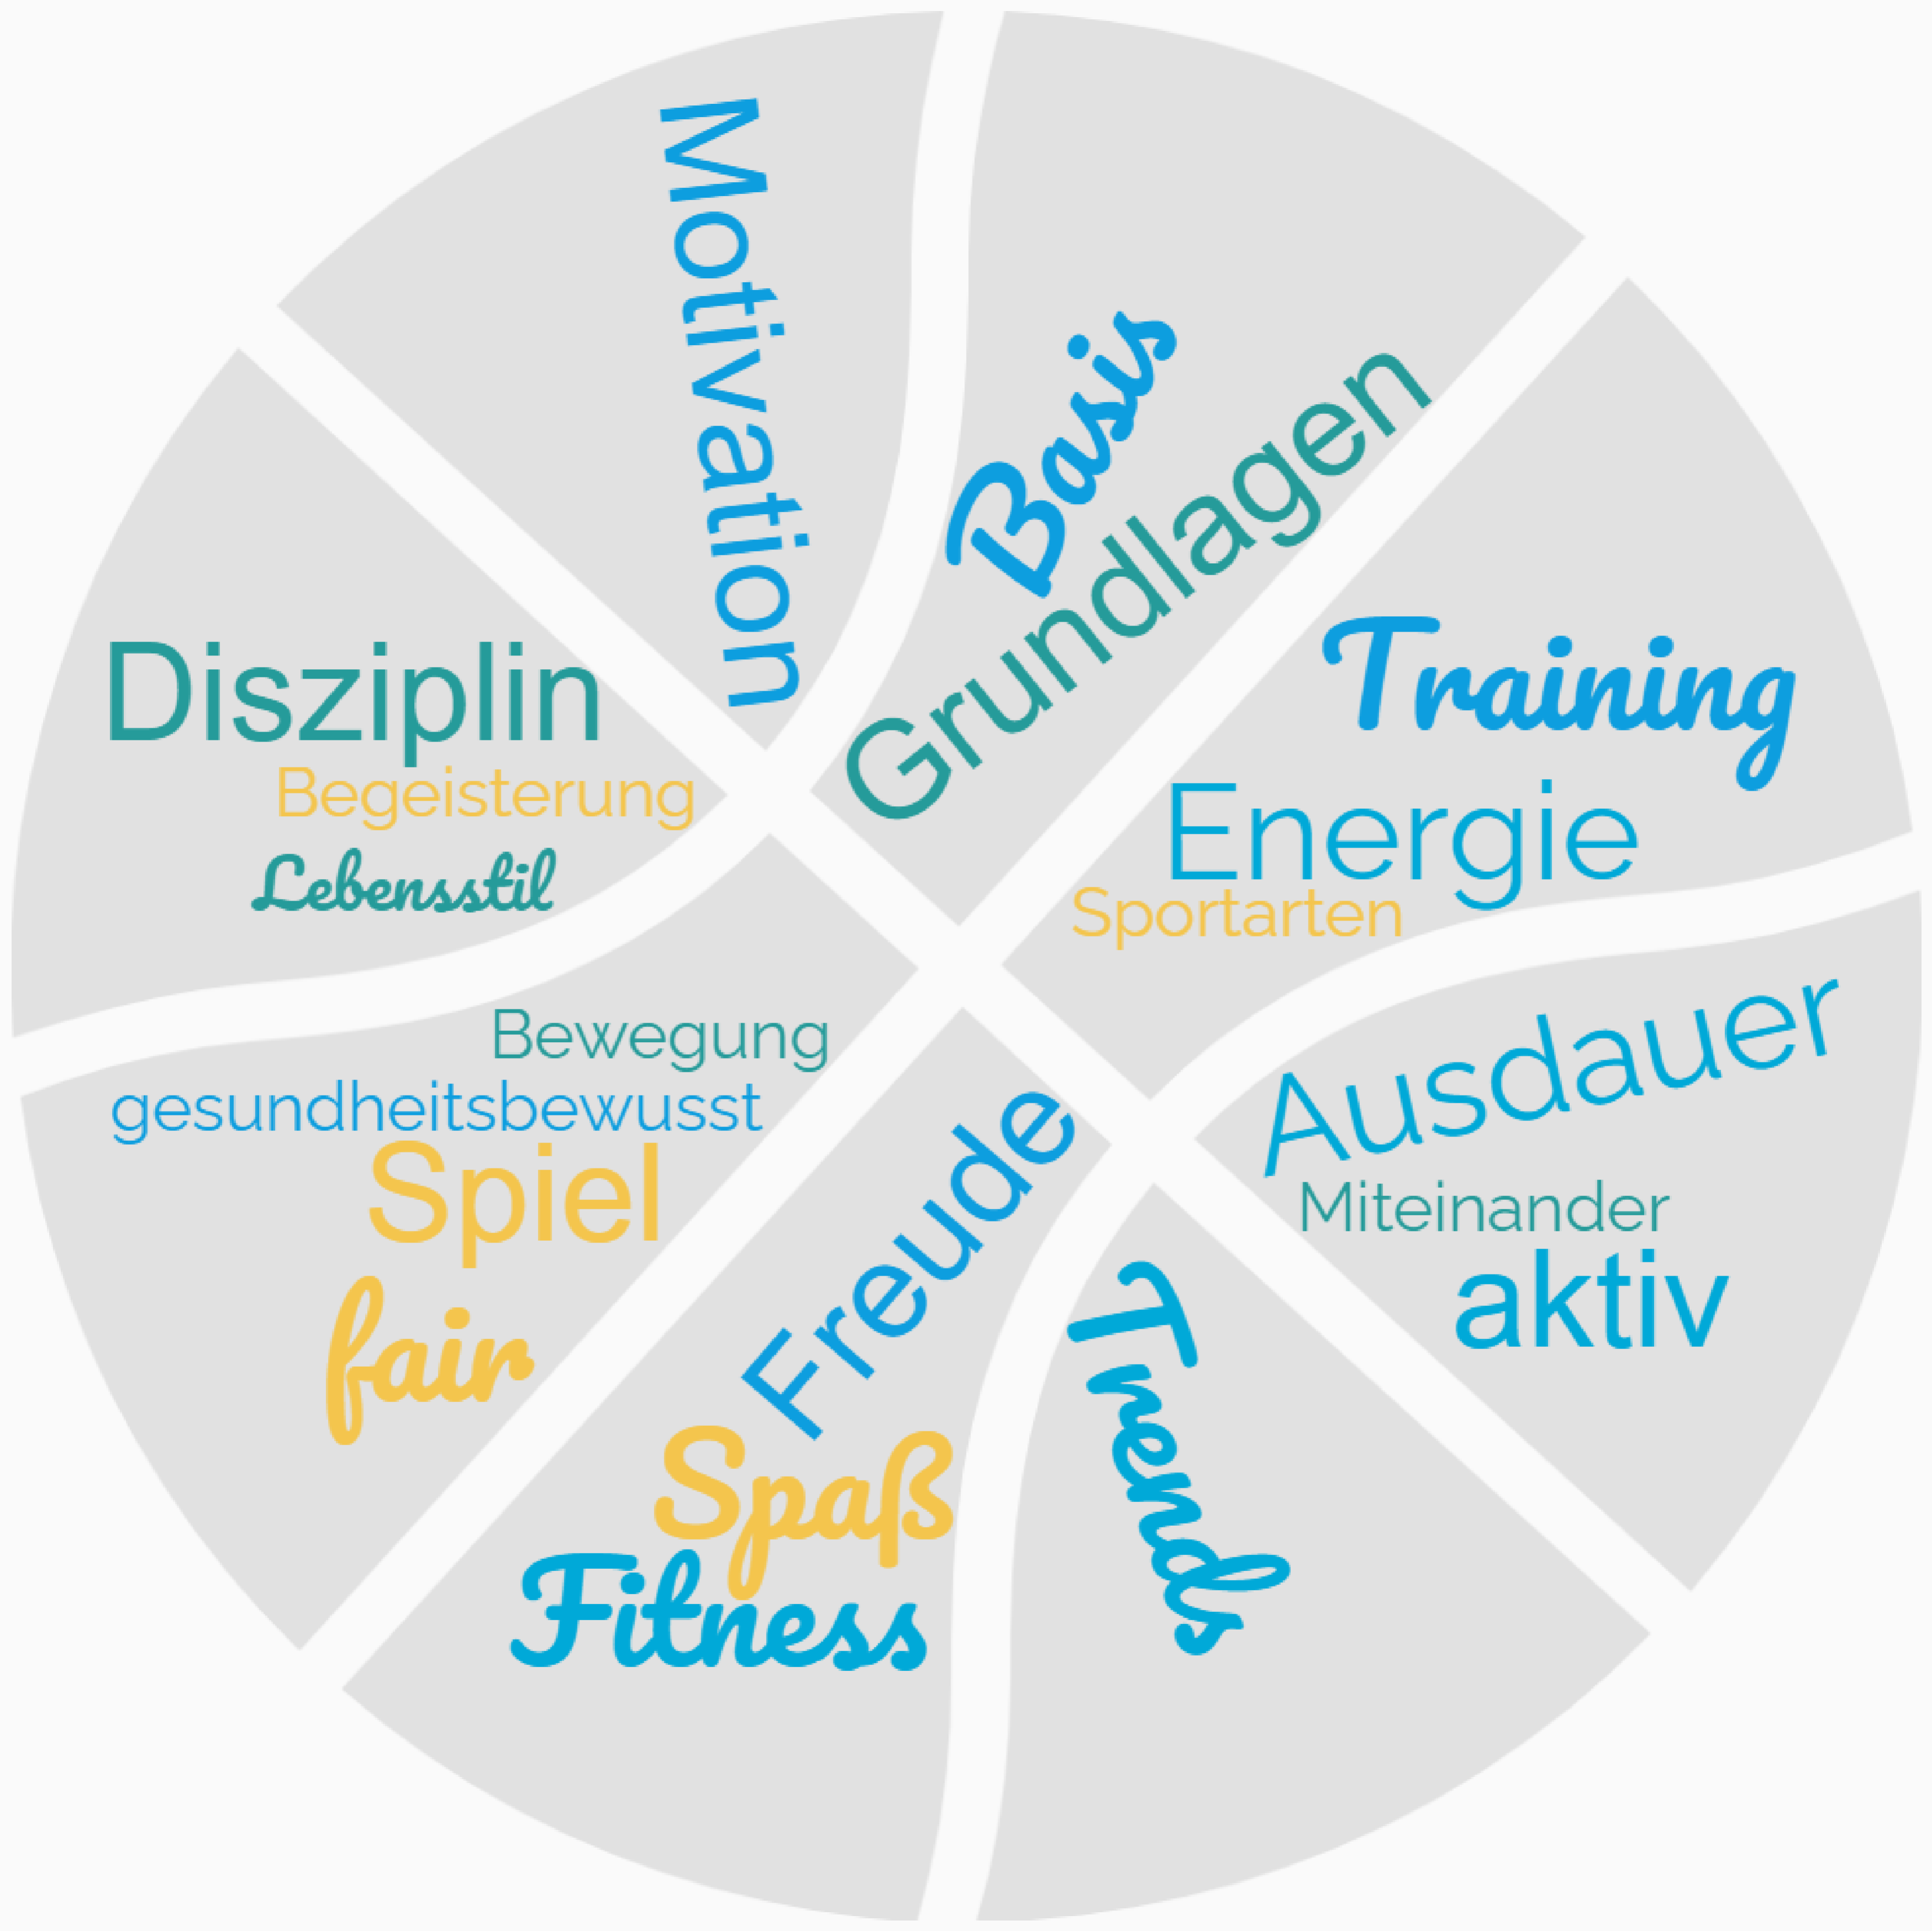 Motivation
Basis
Grundlagen
Disziplin
Begeisterung
Lebensstil
Training
Energie
Sportarten
Bewegung
gesundheitsbewusst
Spiel
fair
Freude
Spaß
Fitness
Trends
Ausdauer
Miteinander
aktiv